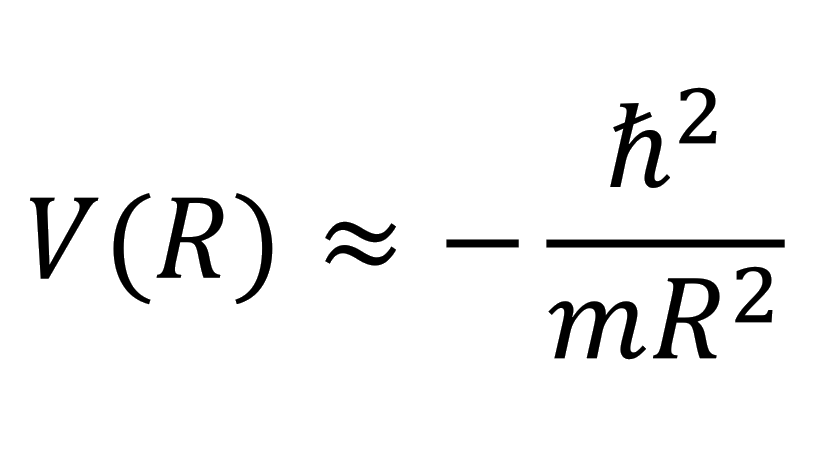 V(R) ≈ − ħ² / mR²